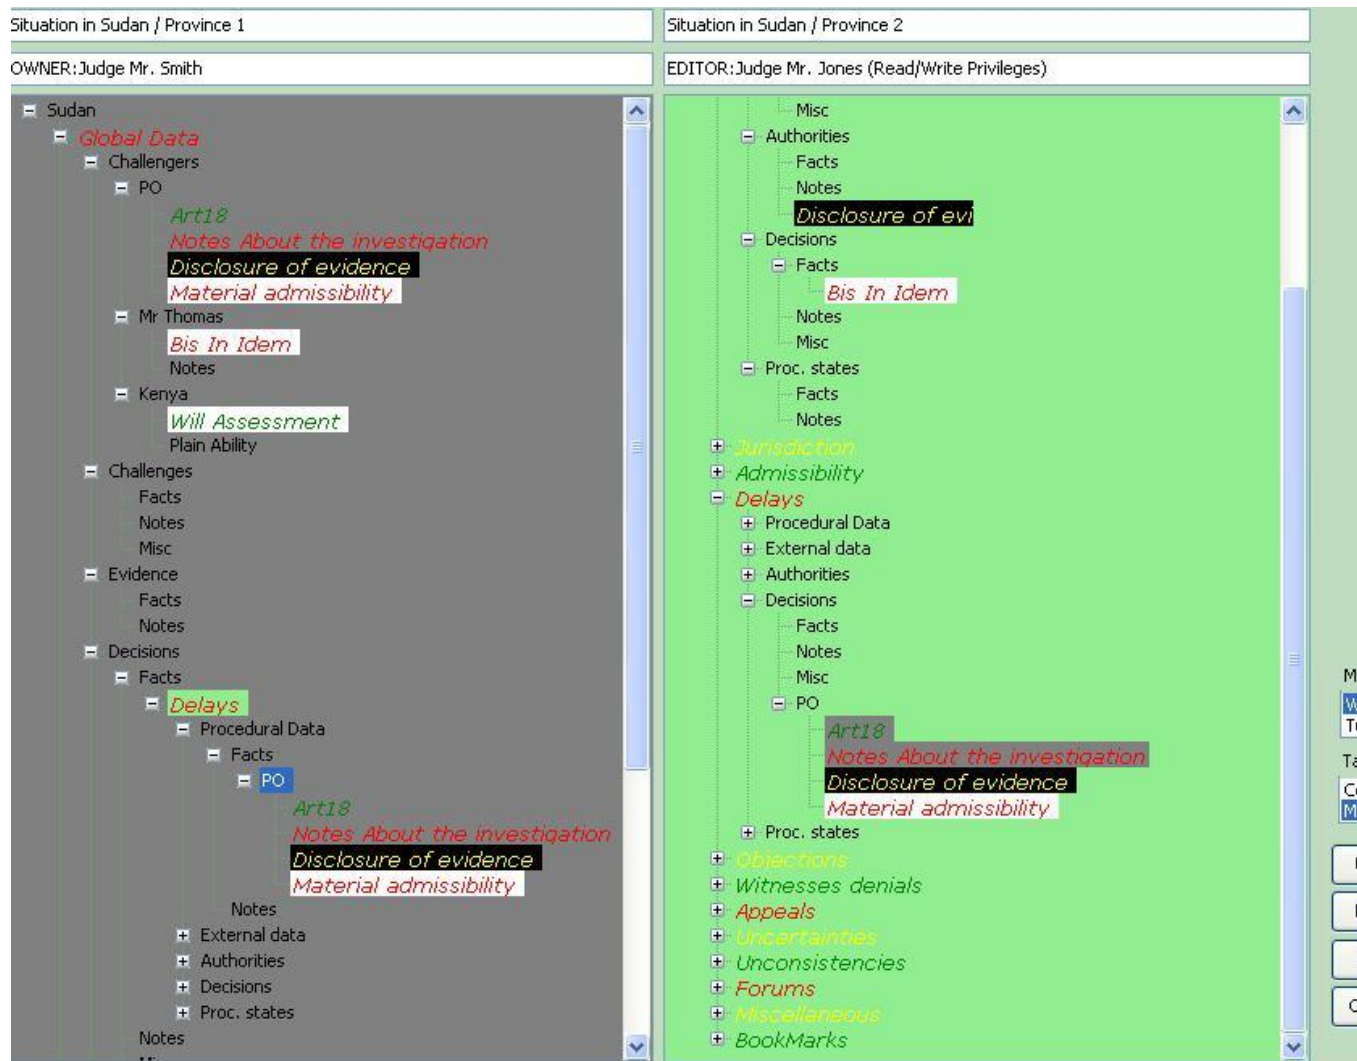 Situation in Sudan / Province 1
OWNER:Judge Mr. Smith
Sudan
Global Data
Challengers
PO
Art18
Notes About the investigation
Disclosure of evidence
Material admissibility
Mr Thomas
Bis In Idem
Notes
Kenya
Will Assessment
Plain Ability
Challenges
Facts
Notes
Misc
Evidence
Facts
Notes
Decisions
Facts
Delays
Procedural Data
Facts
PO
Art18
Notes About the investigation
Disclosure of evidence
Material admissibility
Notes
External data
Authorities
Decisions
Proc. states
Notes
Situation in Sudan / Province 2
EDITOR:Judge Mr. Jones (Read/Write Privileges)
Misc
Authorities
Facts
Notes
Disclosure of evi
Decisions
Facts
Bis In Idem
Notes
Misc
Proc. states
Facts
Notes
Jurisdiction
Admissibility
Delays
Procedural Data
External data
Authorities
Decisions
Facts
Notes
Misc
PO
Art18
Notes About the investigation
Disclosure of evidence
Material admissibility
Proc. states
Objections
Witnesses denials
Appeals
Uncertainties
Unconsistencies
Forums
Miscellaneous
BookMarks